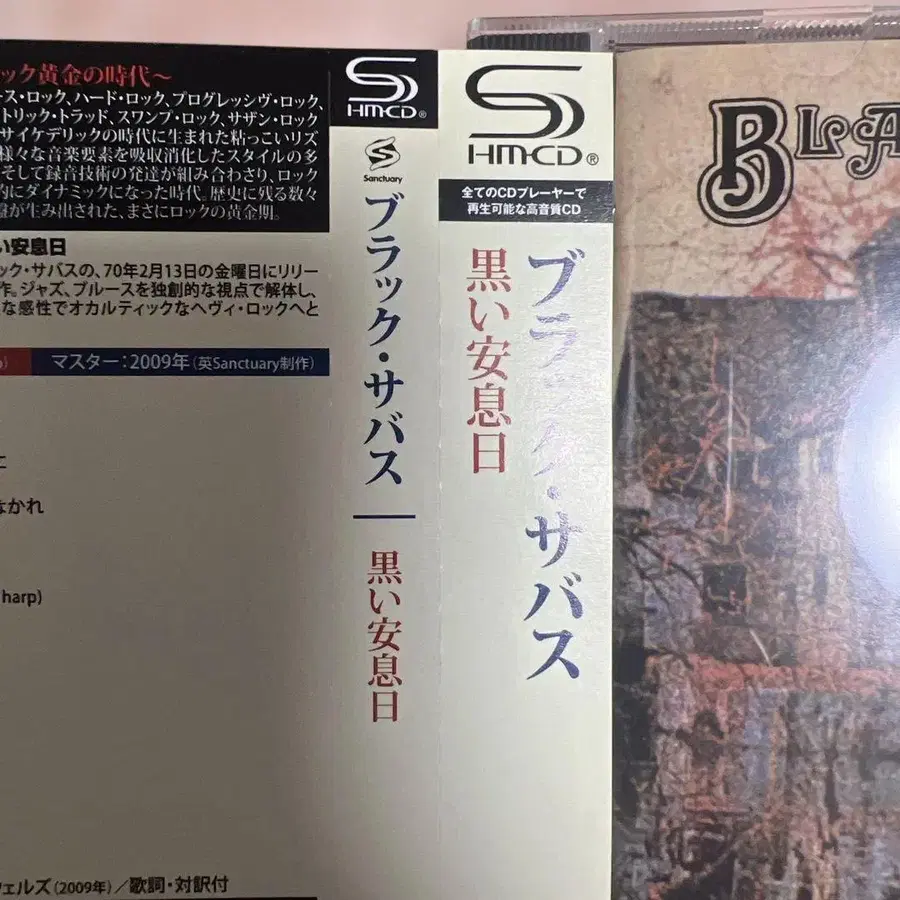 ック黄金の時代〜
ース・ロック、ハード・ロック、プログレッシヴ・ロック、
トリック・トラッド、スワンプ・ロック、サザン・ロック
サイケデリックの時代に生まれた粘っこいリズ
様々な音楽要素を吸収消化したスタイルの多
そして録音技術の発達が組み合わさり、ロック
的にダイナミックになった時代。歴史に残る数々
盤が生み出された、まさにロックの黄金期。
い安息日
ック・サバスの、70年2月13日の金曜日にリリー
作。ジャズ、ブルースを独創的な視点で解体し、
な感性でオカルティックなヘヴィ・ロックへと
マスター：2009年（英Sanctuary制作）
に
なかれ
harp)
ェルズ（2009年）／歌詞・対訳付
HM-CD®
Sanctuary
ブラック・サバス
黒い安息日
HM-CD®
全てのCDプレーヤーで
再生可能な高音質CD
ブラック・サバス
黒い安息日
BLA